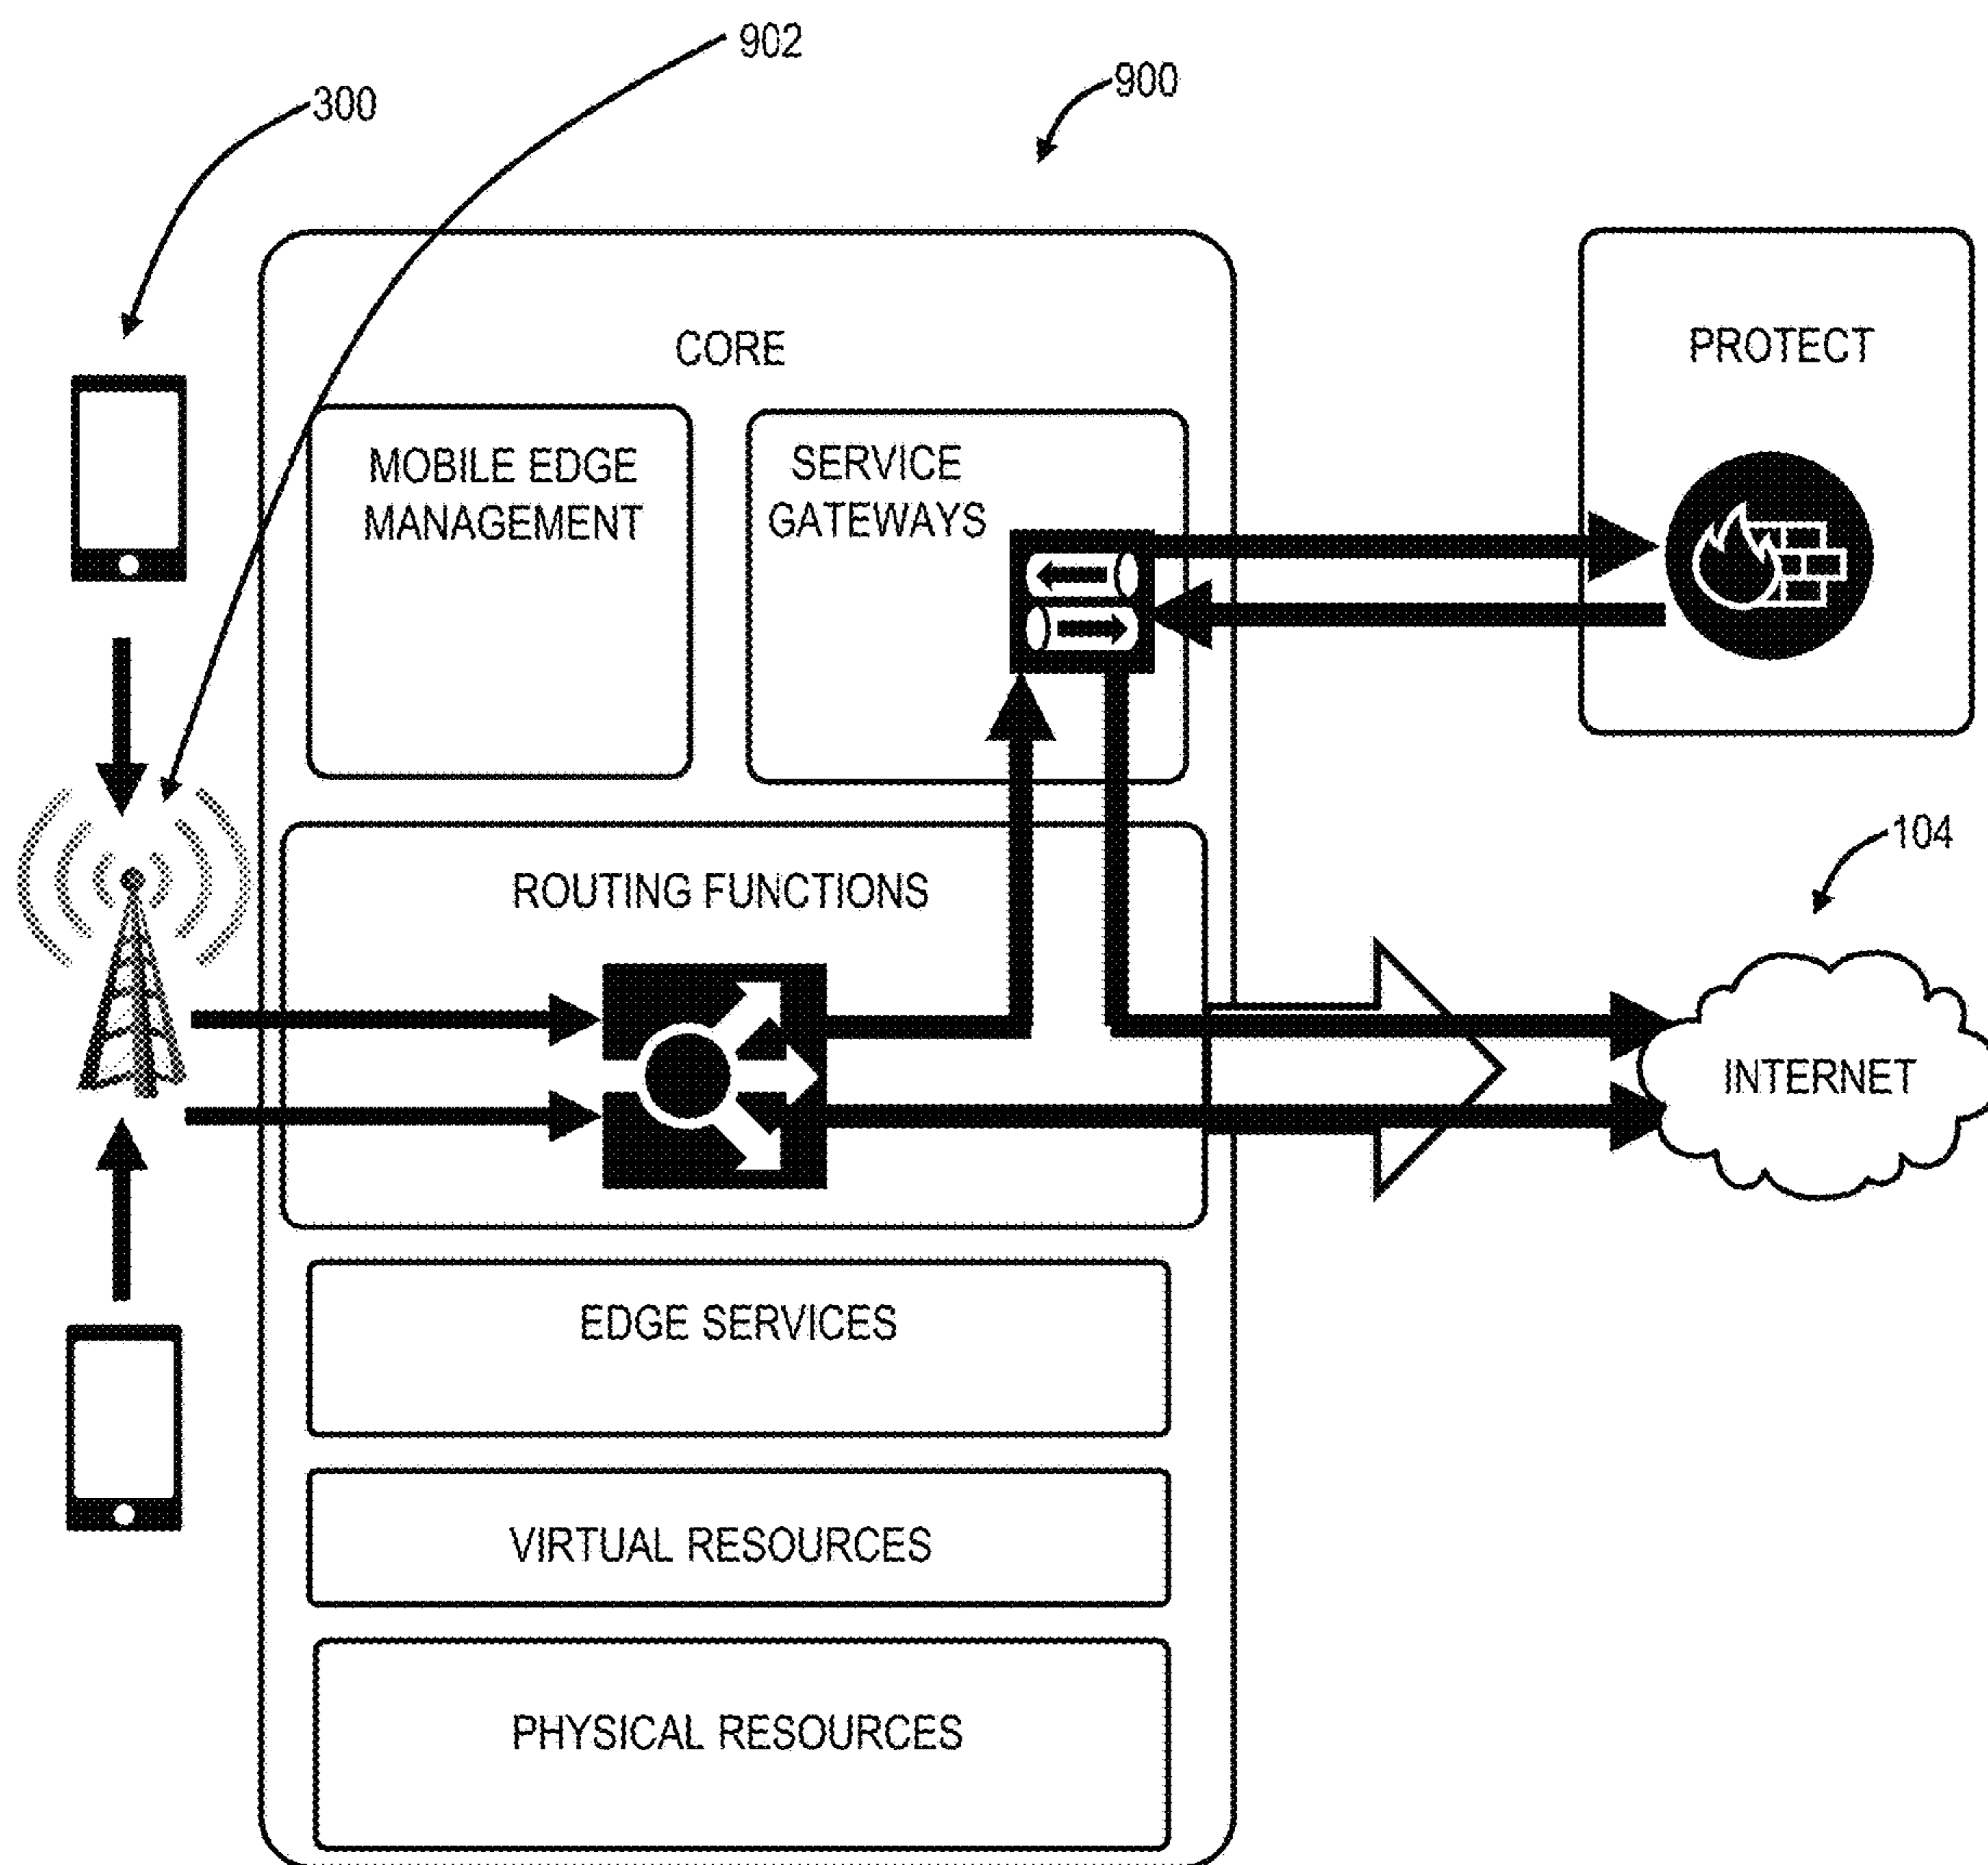 902
900
300
CORE
PROTECT
MOBILE EDGE
MANAGEMENT
SERVICE
GATEWAYS
104
ROUTING FUNCTIONS
INTERNET
EDGE SERVICES
VIRTUAL RESOURCES
PHYSICAL RESOURCES